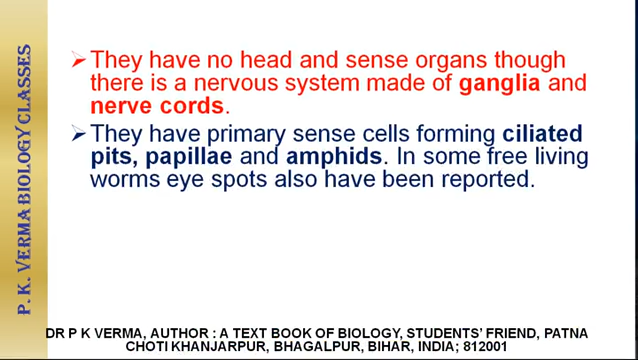 P. K. VERMA BIOLOGY CLASSES
They have no head and sense organs though
there is a nervous system made of ganglia and
nerve cords.
They have primary sense cells forming ciliated
pits, papillae and amphids. In some free living
worms eye spots also have been reported.
DR P K VERMA, AUTHOR : A TEXT BOOK OF BIOLOGY, STUDENTS' FRIEND, PATNA
CHOTI KHANJARPUR, BHAGALPUR, BIHAR, INDIA; 812001